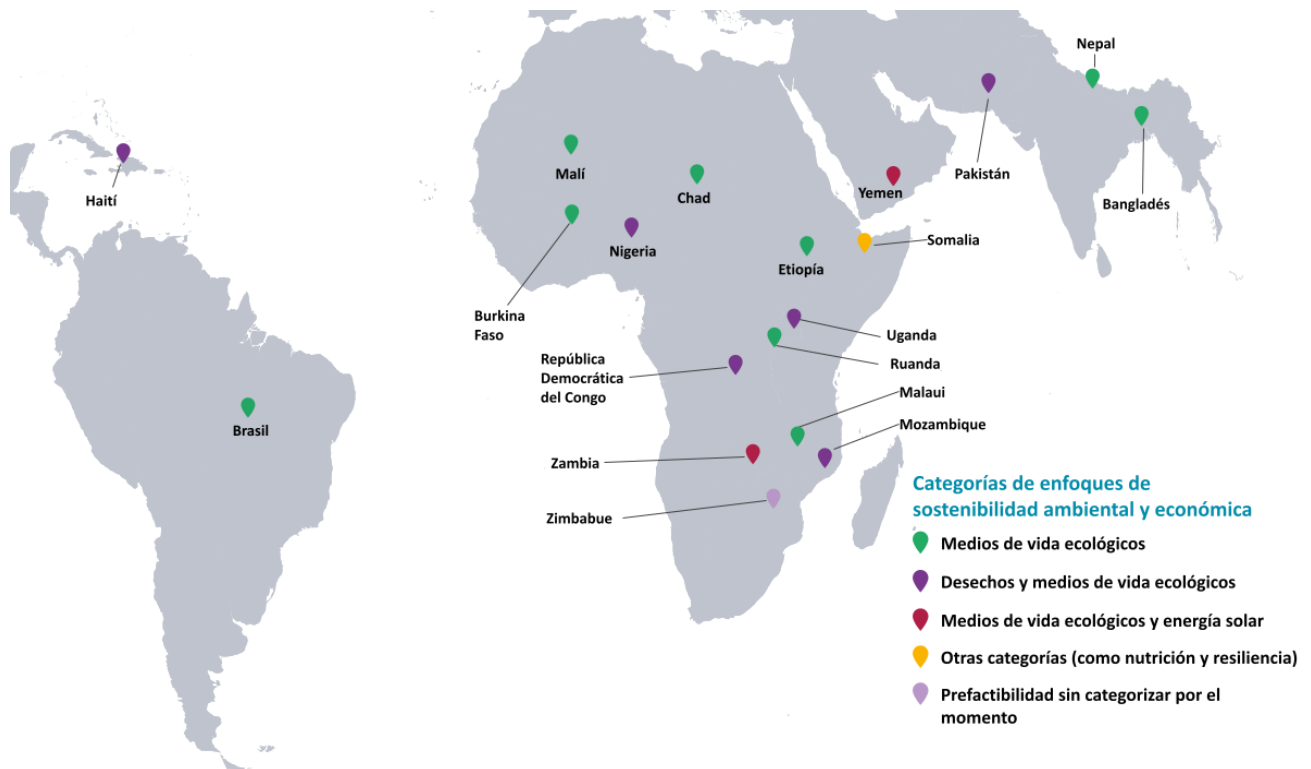 Nepal
Haití
Malí
Chad
Yemen
Pakistán
Bangladés
Nigeria
Somalia
Etiopía
Burkina
Faso
Uganda
República
Democrática
del Congo
Ruanda
Malaui
Brasil
Mozambique
Zambia
Zimbabue
Categorías de enfoques de
sostenibilidad ambiental y económica
Medios de vida ecológicos
Desechos y medios de vida ecológicos
Medios de vida ecológicos y energía solar
Otras categorías (como nutrición y resiliencia)
Prefactibilidad sin categorizar por el
momento